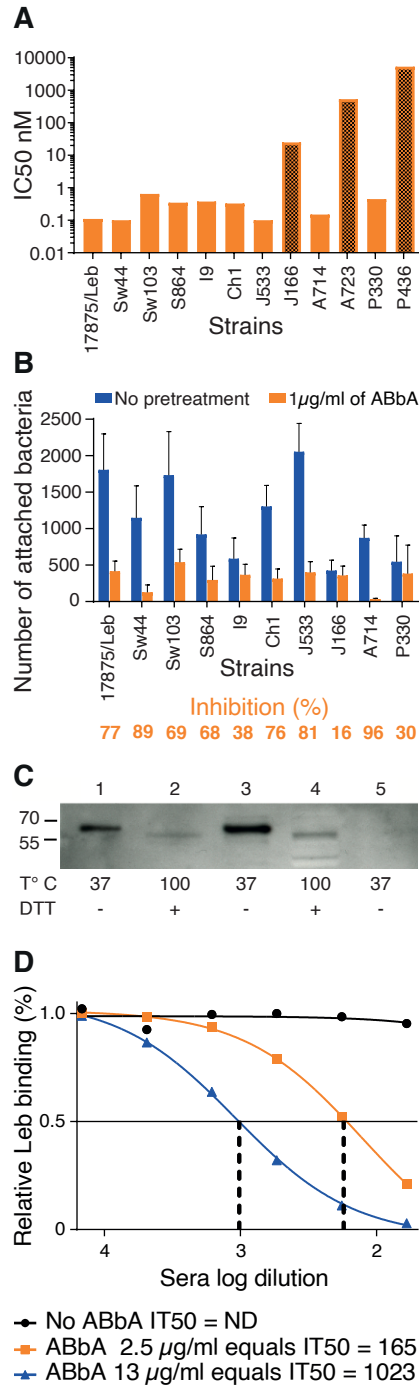 A
IC50 nM
10000
1000
100
10
1
0.1
0.01
17875/Leb
Sw44
Sw103
S864
I9
Ch1
J533
J166
A714
A723
P330
P436
Strains
B
No pretreatment
1µg/ml of ABbA
Number of attached bacteria
2500
2000
1500
1000
500
0
17875/Leb
Sw44
Sw103
S864
I9
Ch1
J533
J166
A714
P330
Strains
Inhibition (%)
77 89 69 68 38 76 81 16 96 30
C
1 2 3 4 5
70
55
T° C 37 100 37 100 37
DTT - + - + -
D
Relative Leb binding (%)
1.0
0.5
0
4 3 2
Sera log dilution
No ABbA IT50 = ND
ABbA 2.5 µg/ml equals IT50 = 165
ABbA 13 µg/ml equals IT50 = 1023